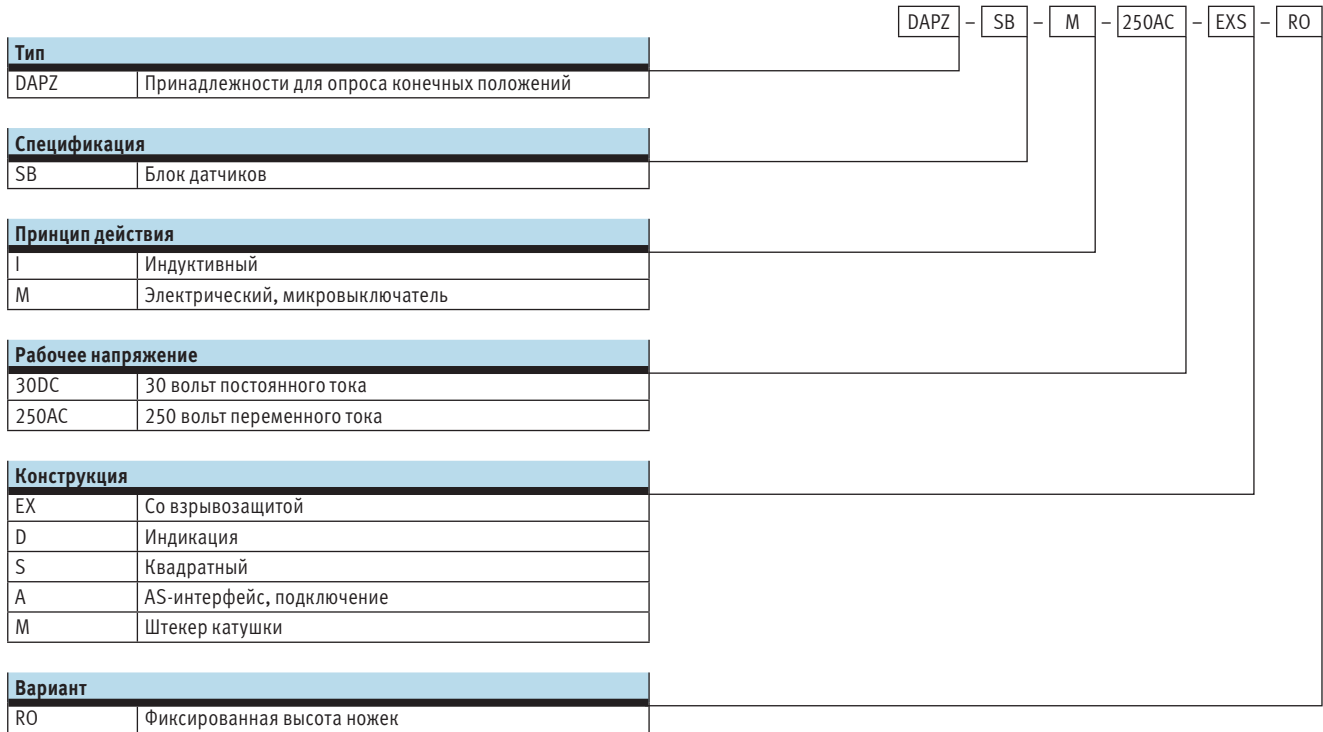 DAPZ – SB – M – 250AC – EXS – RO
Тип
DAPZ Принадлежности для опроса конечных положений
Спецификация
SB Блок датчиков
Принцип действия
I Индуктивный
M Электрический, микровыключатель
Рабочее напряжение
30DC 30 вольт постоянного тока
250AC 250 вольт переменного тока
Конструкция
EX Со взрывозащитой
D Индикация
S Квадратный
A AS-интерфейс, подключение
M Штекер катушки
Вариант
RO Фиксированная высота ножек